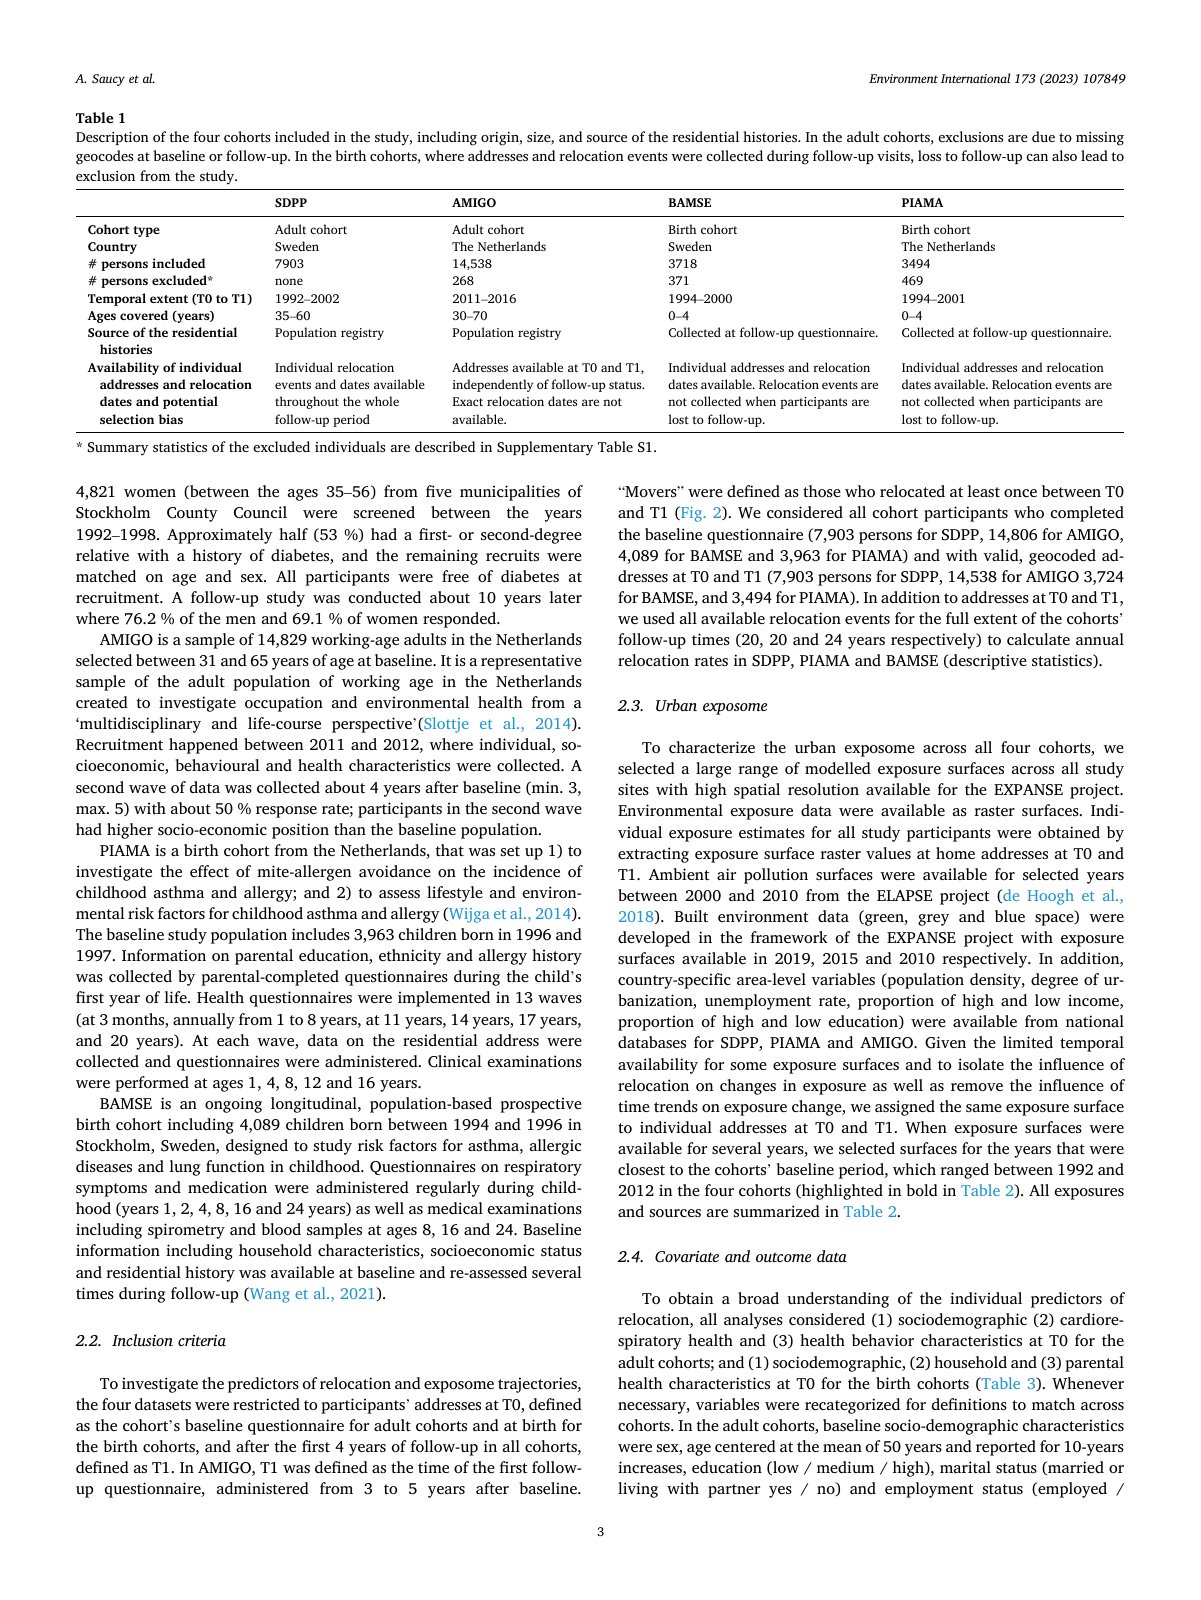 A. Saucy et al.
Environment International 173 (2023) 107849
Table 1
Description of the four cohorts included in the study, including origin, size, and source of the residential histories. In the adult cohorts, exclusions are due to missing
geocodes at baseline or follow-up. In the birth cohorts, where addresses and relocation events were collected during follow-up visits, loss to follow-up can also lead to
exclusion from the study.
SDPP AMIGO BAMSE PIAMA
Cohort type Adult cohort Adult cohort Birth cohort Birth cohort
Country Sweden The Netherlands Sweden The Netherlands
# persons included 7903 14,538 3718 3494
# persons excluded* none 268 371 469
Temporal extent (T0 to T1) 1992–2002 2011–2016 1994–2000 1994–2001
Ages covered (years) 35–60 30–70 0–4 0–4
Source of the residential Population registry Population registry Collected at follow-up questionnaire. Collected at follow-up questionnaire.
histories
Availability of individual Individual relocation Addresses available at T0 and T1, Individual addresses and relocation Individual addresses and relocation
addresses and relocation events and dates available independently of follow-up status. dates available. Relocation events are dates available. Relocation events are
dates and potential throughout the whole Exact relocation dates are not not collected when participants are not collected when participants are
selection bias follow-up period available. lost to follow-up. lost to follow-up.
* Summary statistics of the excluded individuals are described in Supplementary Table S1.
4,821 women (between the ages 35–56) from five municipalities of
Stockholm County Council were screened between the years
1992–1998. Approximately half (53 %) had a first- or second-degree
relative with a history of diabetes, and the remaining recruits were
matched on age and sex. All participants were free of diabetes at
recruitment. A follow-up study was conducted about 10 years later
where 76.2 % of the men and 69.1 % of women responded.
AMIGO is a sample of 14,829 working-age adults in the Netherlands
selected between 31 and 65 years of age at baseline. It is a representative
sample of the adult population of working age in the Netherlands
created to investigate occupation and environmental health from a
‘multidisciplinary and life-course perspective’(Slottje et al., 2014).
Recruitment happened between 2011 and 2012, where individual, so-
cioeconomic, behavioural and health characteristics were collected. A
second wave of data was collected about 4 years after baseline (min. 3,
max. 5) with about 50 % response rate; participants in the second wave
had higher socio-economic position than the baseline population.
PIAMA is a birth cohort from the Netherlands, that was set up 1) to
investigate the effect of mite-allergen avoidance on the incidence of
childhood asthma and allergy; and 2) to assess lifestyle and environ-
mental risk factors for childhood asthma and allergy (Wijga et al., 2014).
The baseline study population includes 3,963 children born in 1996 and
1997. Information on parental education, ethnicity and allergy history
was collected by parental-completed questionnaires during the child’s
first year of life. Health questionnaires were implemented in 13 waves
(at 3 months, annually from 1 to 8 years, at 11 years, 14 years, 17 years,
and 20 years). At each wave, data on the residential address were
collected and questionnaires were administered. Clinical examinations
were performed at ages 1, 4, 8, 12 and 16 years.
BAMSE is an ongoing longitudinal, population-based prospective
birth cohort including 4,089 children born between 1994 and 1996 in
Stockholm, Sweden, designed to study risk factors for asthma, allergic
diseases and lung function in childhood. Questionnaires on respiratory
symptoms and medication were administered regularly during child-
hood (years 1, 2, 4, 8, 16 and 24 years) as well as medical examinations
including spirometry and blood samples at ages 8, 16 and 24. Baseline
information including household characteristics, socioeconomic status
and residential history was available at baseline and re-assessed several
times during follow-up (Wang et al., 2021).
2.2. Inclusion criteria
To investigate the predictors of relocation and exposome trajectories,
the four datasets were restricted to participants’ addresses at T0, defined
as the cohort’s baseline questionnaire for adult cohorts and at birth for
the birth cohorts, and after the first 4 years of follow-up in all cohorts,
defined as T1. In AMIGO, T1 was defined as the time of the first follow-
up questionnaire, administered from 3 to 5 years after baseline.
“Movers” were defined as those who relocated at least once between T0
and T1 (Fig. 2). We considered all cohort participants who completed
the baseline questionnaire (7,903 persons for SDPP, 14,806 for AMIGO,
4,089 for BAMSE and 3,963 for PIAMA) and with valid, geocoded ad-
dresses at T0 and T1 (7,903 persons for SDPP, 14,538 for AMIGO 3,724
for BAMSE, and 3,494 for PIAMA). In addition to addresses at T0 and T1,
we used all available relocation events for the full extent of the cohorts’
follow-up times (20, 20 and 24 years respectively) to calculate annual
relocation rates in SDPP, PIAMA and BAMSE (descriptive statistics).
2.3. Urban exposome
To characterize the urban exposome across all four cohorts, we
selected a large range of modelled exposure surfaces across all study
sites with high spatial resolution available for the EXPANSE project.
Environmental exposure data were available as raster surfaces. Indi-
vidual exposure estimates for all study participants were obtained by
extracting exposure surface raster values at home addresses at T0 and
T1. Ambient air pollution surfaces were available for selected years
between 2000 and 2010 from the ELAPSE project (de Hoogh et al.,
2018). Built environment data (green, grey and blue space) were
developed in the framework of the EXPANSE project with exposure
surfaces available in 2019, 2015 and 2010 respectively. In addition,
country-specific area-level variables (population density, degree of ur-
banization, unemployment rate, proportion of high and low income,
proportion of high and low education) were available from national
databases for SDPP, PIAMA and AMIGO. Given the limited temporal
availability for some exposure surfaces and to isolate the influence of
relocation on changes in exposure as well as remove the influence of
time trends on exposure change, we assigned the same exposure surface
to individual addresses at T0 and T1. When exposure surfaces were
available for several years, we selected surfaces for the years that were
closest to the cohorts’ baseline period, which ranged between 1992 and
2012 in the four cohorts (highlighted in bold in Table 2). All exposures
and sources are summarized in Table 2.
2.4. Covariate and outcome data
To obtain a broad understanding of the individual predictors of
relocation, all analyses considered (1) sociodemographic (2) cardiore-
spiratory health and (3) health behavior characteristics at T0 for the
adult cohorts; and (1) sociodemographic, (2) household and (3) parental
health characteristics at T0 for the birth cohorts (Table 3). Whenever
necessary, variables were recategorized for definitions to match across
cohorts. In the adult cohorts, baseline socio-demographic characteristics
were sex, age centered at the mean of 50 years and reported for 10-years
increases, education (low / medium / high), marital status (married or
living with partner yes / no) and employment status (employed /
3